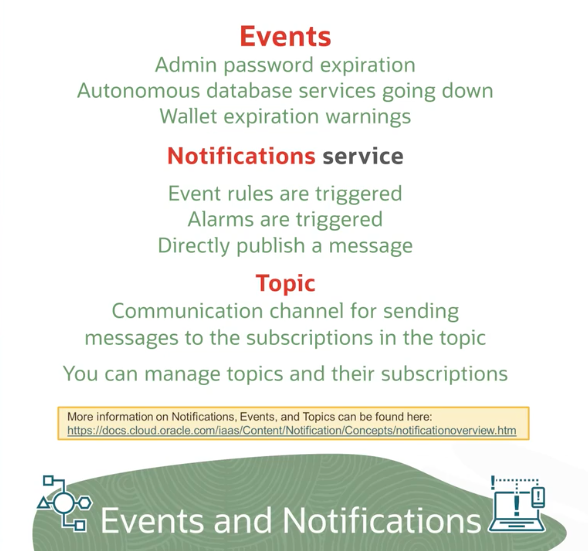 Events
Admin password expiration
Autonomous database services going down
Wallet expiration warnings
Notifications service
Event rules are triggered
Alarms are triggered
Directly publish a message
Topic
Communication channel for sending
messages to the subscriptions in the topic
You can manage topics and their subscriptions
More information on Notifications, Events, and Topics can be found here:
https://docs.cloud.oracle.com/iaas/Content/Notification/Concepts/notificationoverview.htm
Events and Notifications